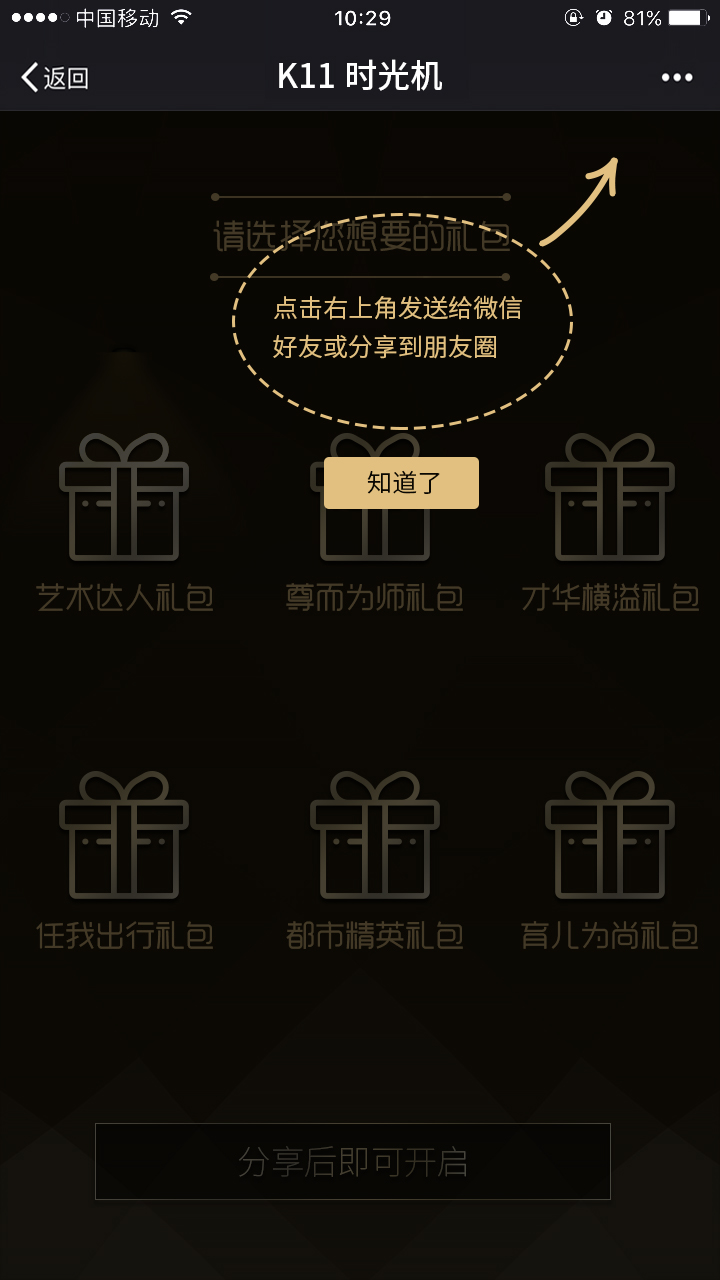 中国移动
10:29
81%
返回
K11 时光机
请选择您想要的礼包
点击右上角发送给微信
好友或分享到朋友圈
知道了
艺术达人礼包
尊而为师礼包
才华横溢礼包
任我出行礼包
都市精英礼包
育儿为尚礼包
分享后即可开启